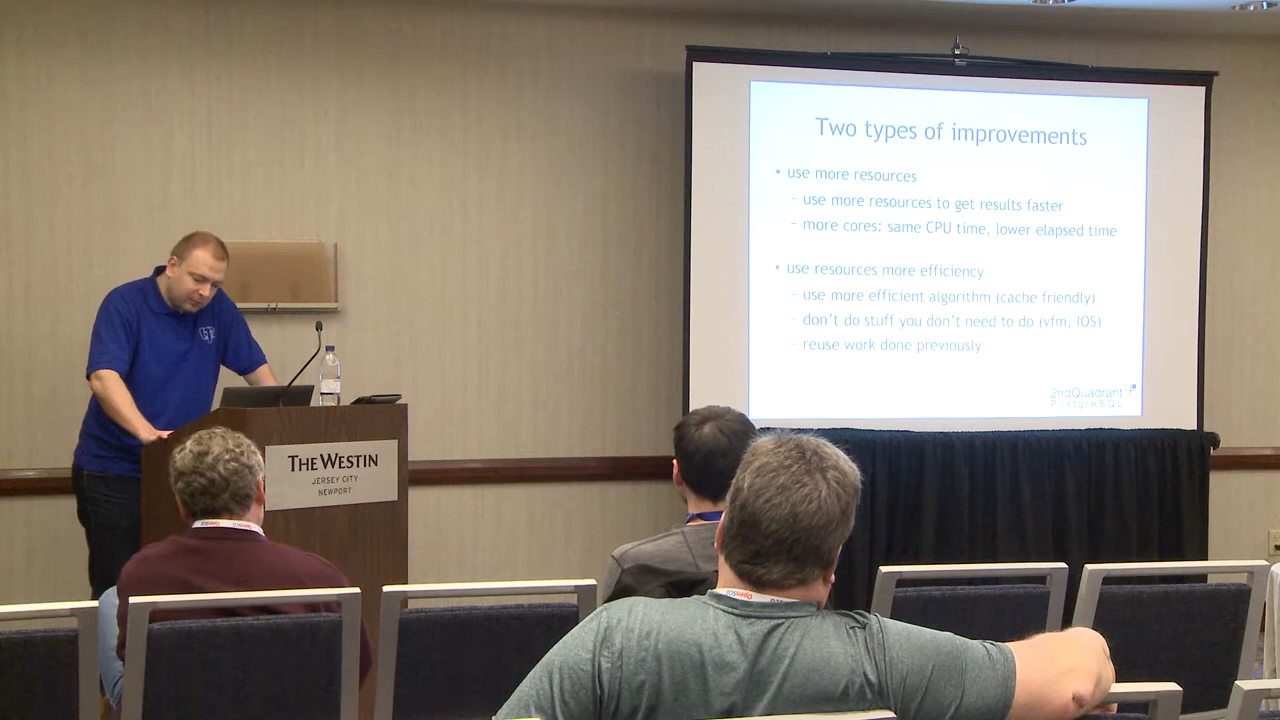 Two types of improvements
• use more resources
– use more resources to get results faster
– more cores: same CPU time, lower elapsed time
• use resources more efficiency
– use more efficient algorithm (cache friendly)
– don't do stuff you don't need to do (vfm, IOS)
– reuse work done previously
2ndQuadrant
PostgreSQL
THE WESTIN
JERSEY CITY
NEWPORT
OpenSCG